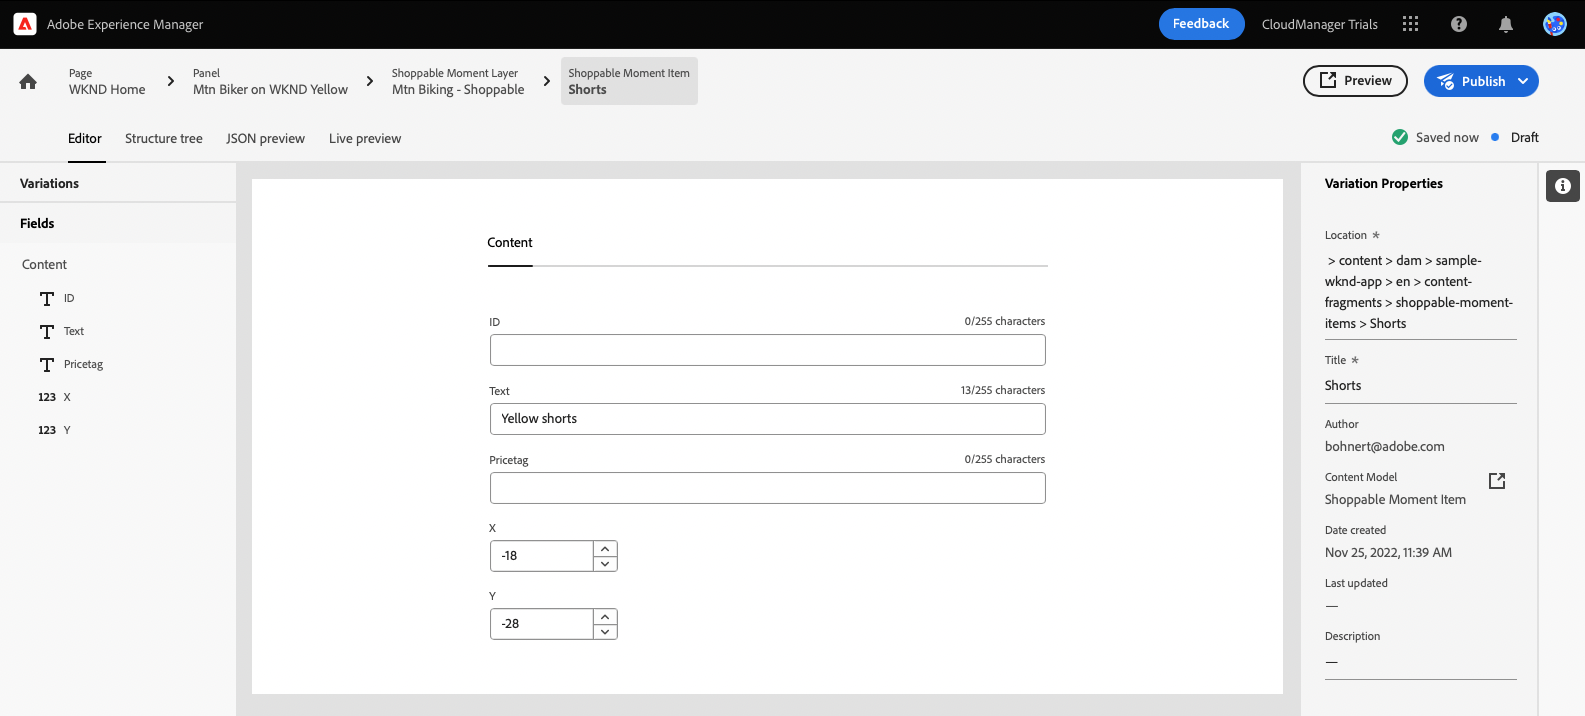 Adobe Experience Manager
Feedback
CloudManager Trials
Page
WKND Home
Panel
Mtn Biker on WKND Yellow
Shoppable Moment Layer
Mtn Biking - Shoppable
Shoppable Moment Item
Shorts
Preview
Publish
Editor
Structure tree
JSON preview
Live preview
Saved now
Draft
Variations
Fields
Content
ID
Text
Pricetag
123 X
123 Y
Content
ID
0/255 characters
Text
13/255 characters
Yellow shorts
Pricetag
0/255 characters
X
-18
Y
-28
Variation Properties
Location *
> content > dam > sample-
wknd-app > en > content-
fragments > shoppable-moment-
items > Shorts
Title *
Shorts
Author
bohnert@adobe.com
Content Model
Shoppable Moment Item
Date created
Nov 25, 2022, 11:39 AM
Last updated
—
Description
—